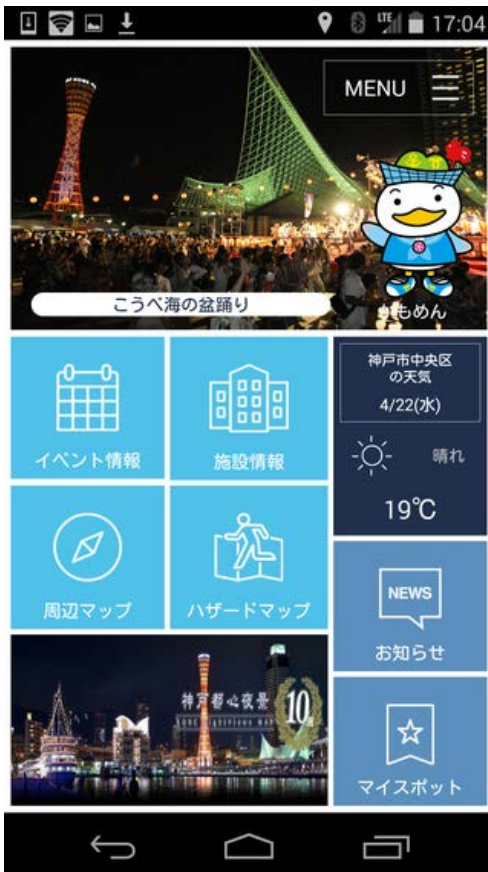 LTE 17:04
MENU
こうべ海の盆踊り
かもめん
神戸市中央区
の天気
4/22(水)
晴れ
19℃
イベント情報
施設情報
周辺マップ
ハザードマップ
NEWS
お知らせ
神戸都心夜景
10
マイスポット